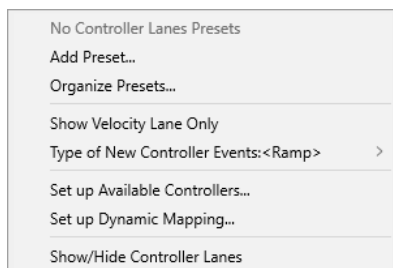 No Controller Lanes Presets
Add Preset...
Organize Presets...
Show Velocity Lane Only
Type of New Controller Events:<Ramp>
Set up Available Controllers...
Set up Dynamic Mapping...
Show/Hide Controller Lanes